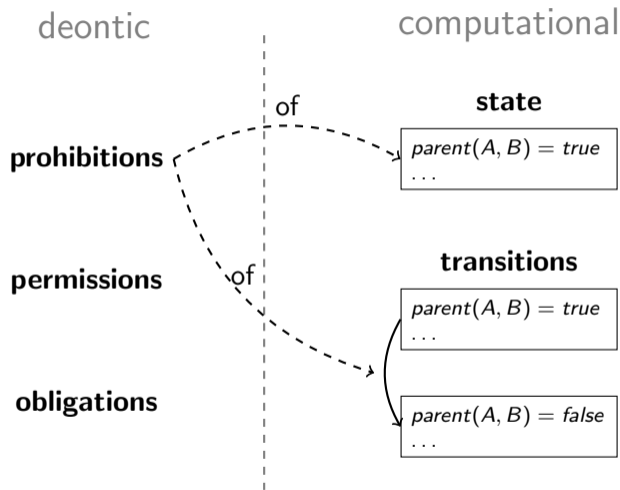 deontic
computational
of
state
prohibitions
parent(A, B) = true
...
permissions
of
transitions
parent(A, B) = true
...
obligations
parent(A, B) = false
...